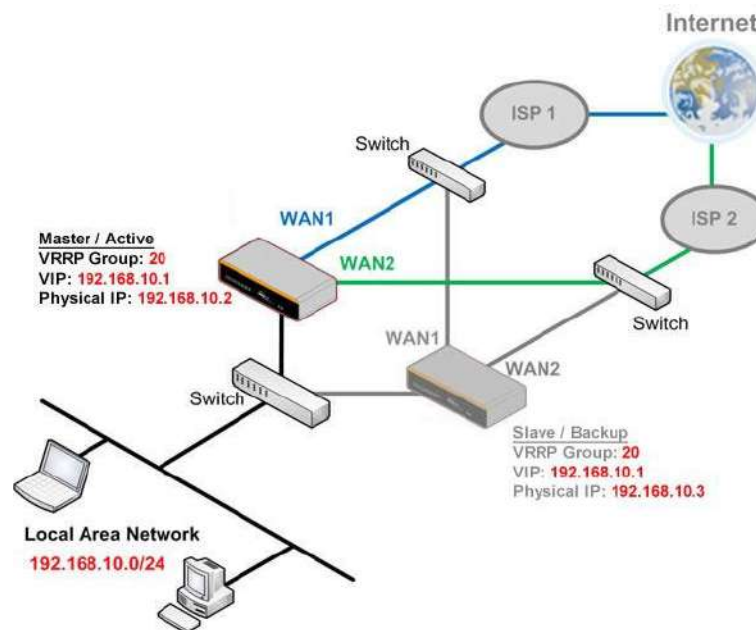 Internet
ISP 1
Switch
WAN1
ISP 2
Master / Active
VRRP Group: 20
VIP: 192.168.10.1
Physical IP: 192.168.10.2
WAN2
Switch
WAN1
WAN2
Switch
Slave / Backup
VRRP Group: 20
VIP: 192.168.10.1
Physical IP: 192.168.10.3
Local Area Network
192.168.10.0/24